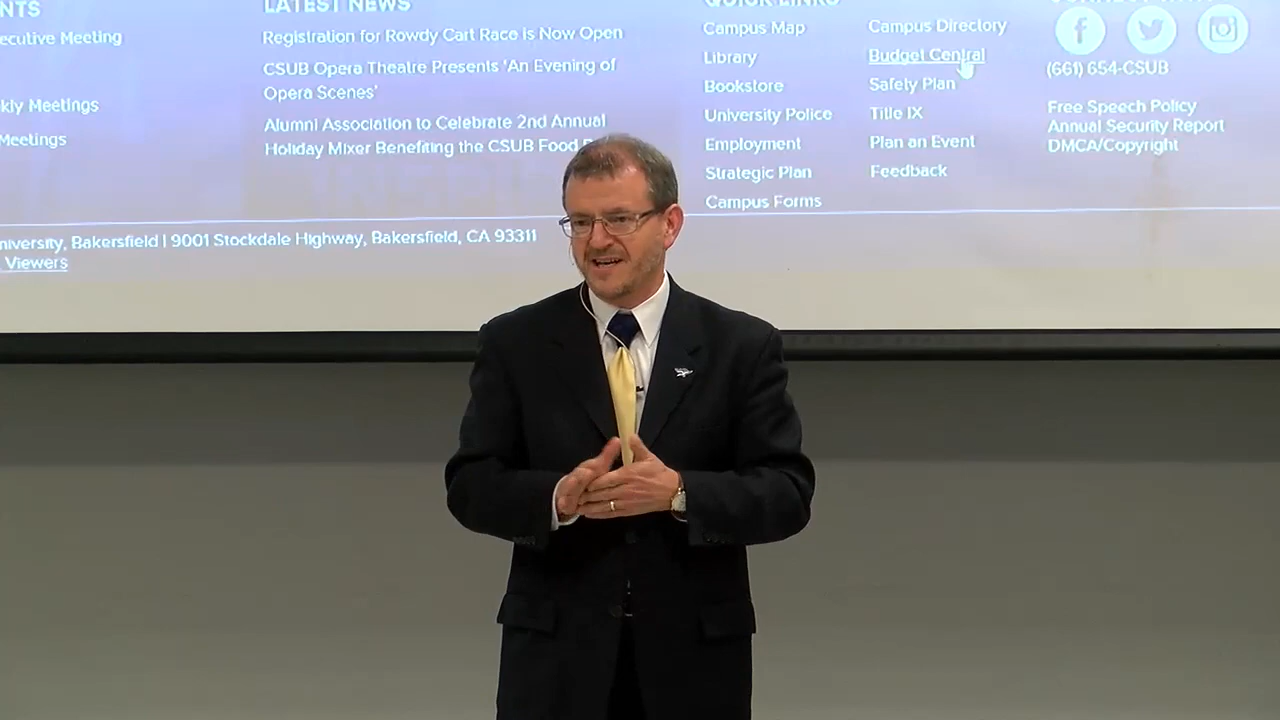 NTS
ecutive Meeting
kly Meetings
Meetings
LATEST NEWS
Registration for Rowdy Cart Race is Now Open
CSUB Opera Theatre Presents 'An Evening of
Opera Scenes'
Alumni Association to Celebrate 2nd Annual
Holiday Mixer Benefiting the CSUB Food
QUICK LINKS
Campus Map
Library
Bookstore
University Police
Employment
Strategic Plan
Campus Forms
Campus Directory
Budget Central
Safety Plan
Title IX
Plan an Event
Feedback
(661) 654-CSUB
Free Speech Policy
Annual Security Report
DMCA/Copyright
niversity, Bakersfield | 9001 Stockdale Highway, Bakersfield, CA 93311
Viewers